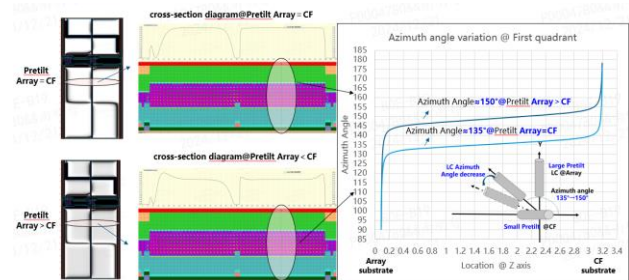 cross-section diagram@Pretilt Array = CF
Pretilt
Array = CF
cross-section diagram@Pretilt Array < CF
Pretilt
Array > CF
Azimuth angle variation @ First quadrant
Azimuth Angle
185
180
175
170
165
160
155
150
145
140
135
130
125
120
115
110
105
100
95
90
85
Azimuth Angle=150°@Pretilt Array > CF
Azimuth Angle=135°@Pretilt Array=CF
LC Azimuth
Angle decrease
Large Pretilt
LC @Array
Azimuth angle
135°→150°
Small Pretilt @CF
0 0.2 0.4 0.6 0.8 1 1.2 1.4 1.6 1.8 2 2.2 2.4 2.6 2.8 3 3.2 3.4
Array
substrate
Location @ Z axis
CF
substrate